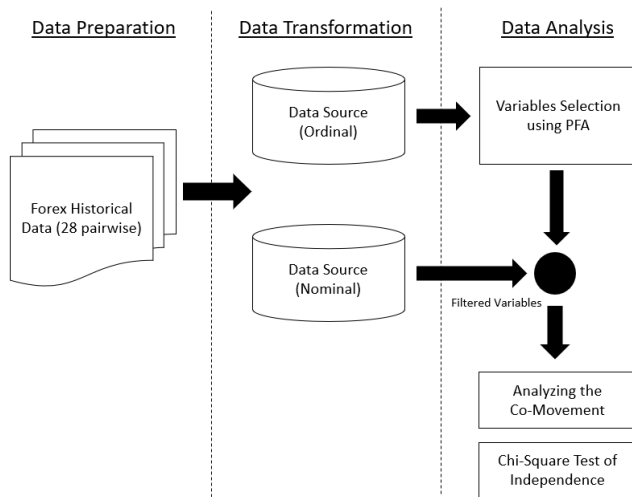 Data Preparation
Data Transformation
Data Analysis
Forex Historical
Data (28 pairwise)
Data Source
(Ordinal)
Data Source
(Nominal)
Variables Selection
using PFA
Filtered Variables
Analyzing the
Co-Movement
Chi-Square Test of
Independence